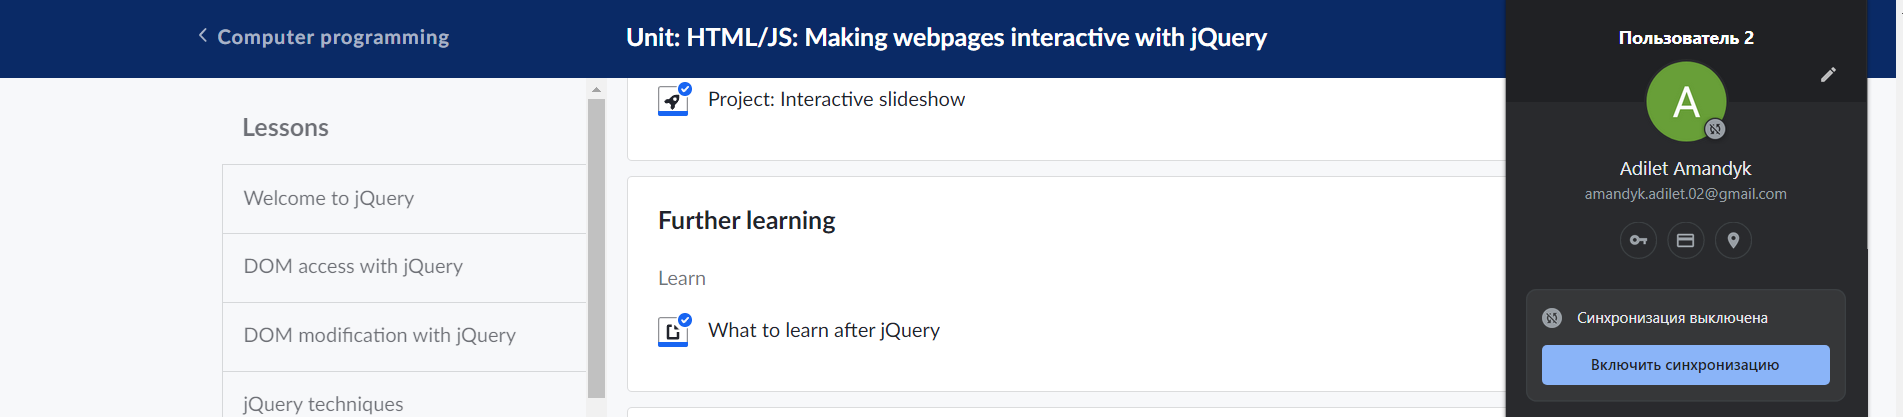 Computer programming
Unit: HTML/JS: Making webpages interactive with jQuery
Lessons
Welcome to jQuery
DOM access with jQuery
DOM modification with jQuery
jQuery techniques
Project: Interactive slideshow
Further learning
Learn
What to learn after jQuery
Пользователь 2
A
Adilet Amandyk
amandyk.adilet.02@gmail.com
Синхронизация выключена
Включить синхронизацию